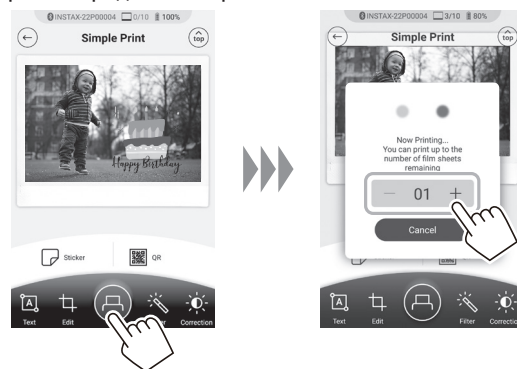 INSTAX-22P00004 0/10 100%
Simple Print
top
Happy Birthday
Sticker
QR
Text
Edit
Correction
INSTAX-22P00004 3/10 80%
Simple Print
top
Now Printing...
You can print up to the
number of film sheets
remaining
— 01 +
Cancel
Text
Edit
Filter
Correction